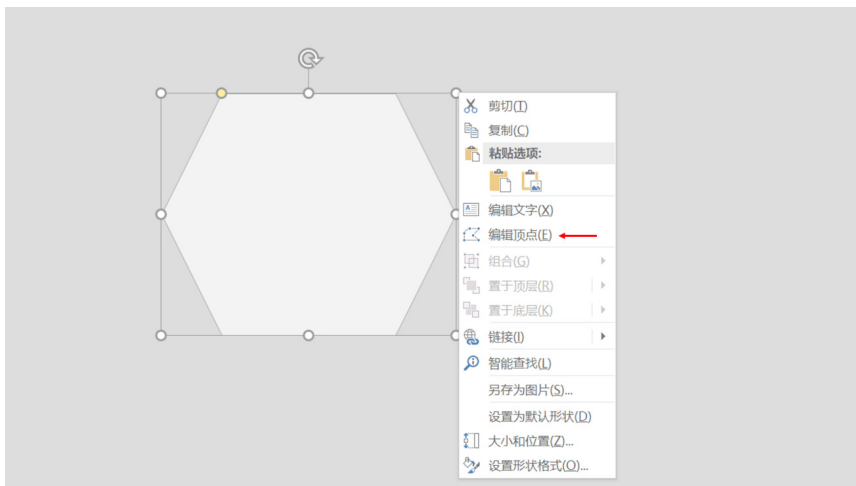 剪切(T)
复制(C)
粘贴选项:
编辑文字(X)
编辑顶点(E)
组合(G)
置于顶层(R)
置于底层(K)
链接(I)
智能查找(L)
另存为图片(S)...
设置为默认形状(D)
大小和位置(Z)...
设置形状格式(O)...